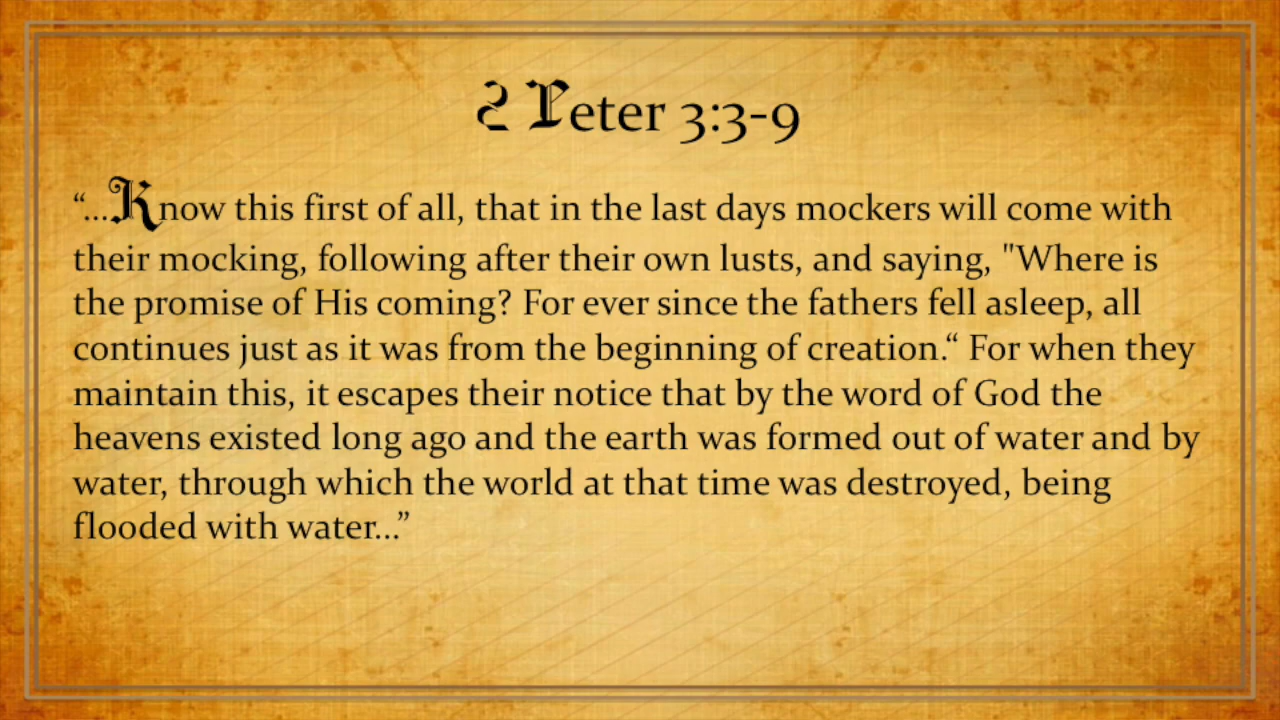 2 Peter 3:3-9
“...Know this first of all, that in the last days mockers will come with
their mocking, following after their own lusts, and saying, "Where is
the promise of His coming? For ever since the fathers fell asleep, all
continues just as it was from the beginning of creation.“ For when they
maintain this, it escapes their notice that by the word of God the
heavens existed long ago and the earth was formed out of water and by
water, through which the world at that time was destroyed, being
flooded with water...”